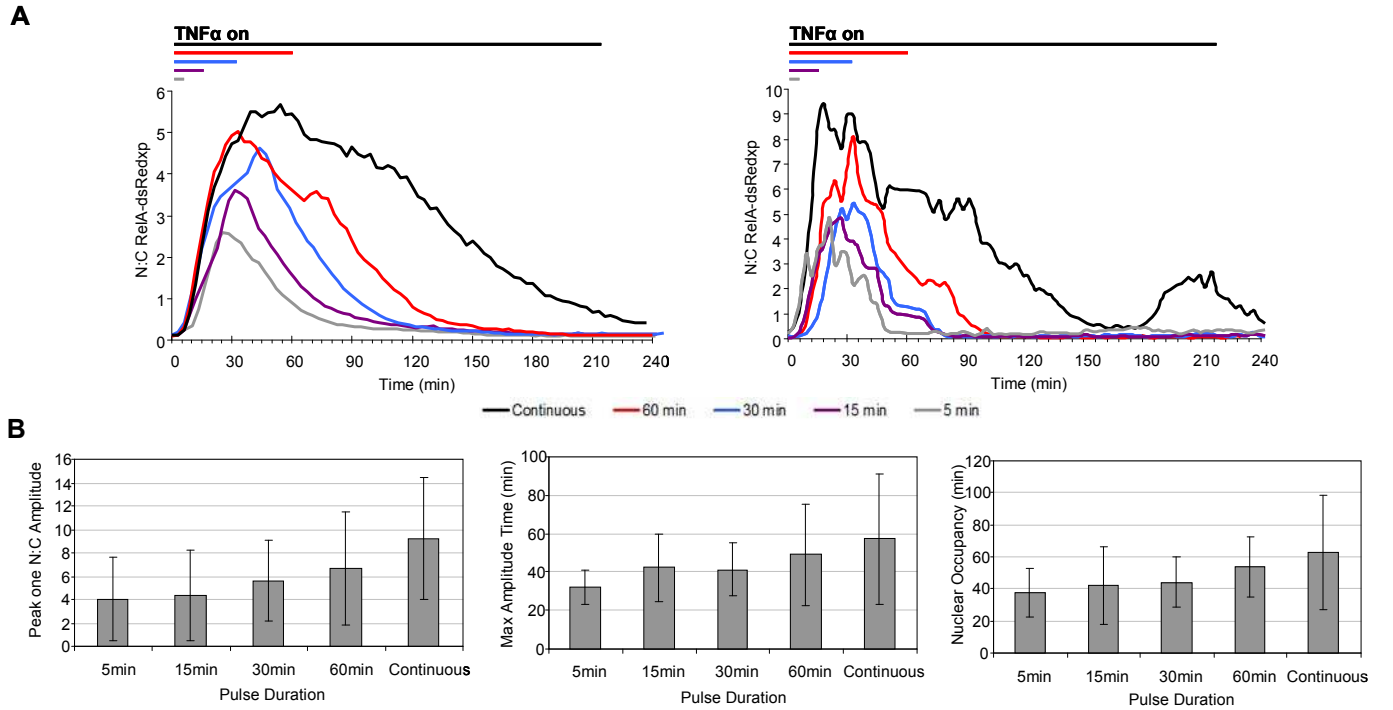 A
TNFα on
N:C RelA-dsRedxp
6
5
4
3
2
1
0
0 30 60 90 120 150 180 210 240
Time (min)
TNFα on
N:C RelA-dsRedxp
10
9
8
7
6
5
4
3
2
1
0
0 30 60 90 120 150 180 210 240
Time (min)
Continuous 60 min 30 min 15 min 5 min
B
Peak one N:C Amplitude
16
14
12
10
8
6
4
2
0
5min 15min 30min 60min Continuous
Pulse Duration
Max Amplitude Time (min)
100
80
60
40
20
0
5min 15min 30min 60min Continuous
Pulse Duration
Nuclear Occupancy (min)
120
100
80
60
40
20
0
5min 15min 30min 60min Continuous
Pulse Duration